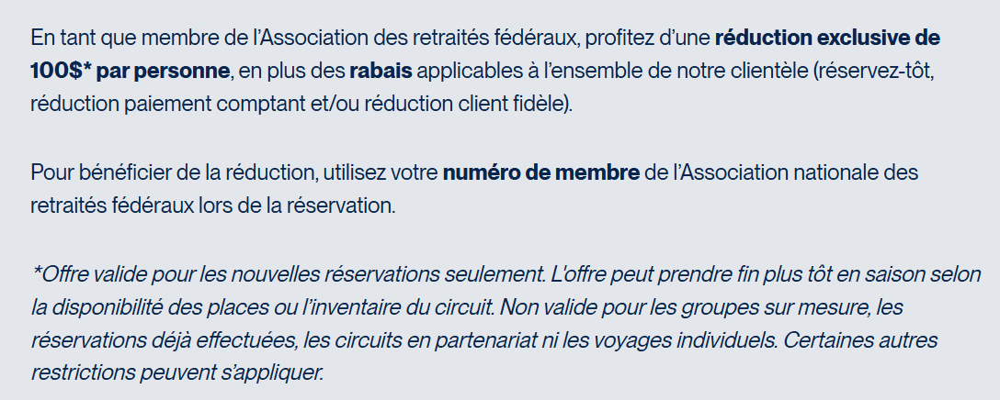 En tant que membre de l’Association des retraités fédéraux, profitez d’une réduction exclusive de
100$* par personne, en plus des rabais applicables à l’ensemble de notre clientèle (réservez-tôt,
réduction paiement comptant et/ou réduction client fidèle).
Pour bénéficier de la réduction, utilisez votre numéro de membre de l’Association nationale des
retraités fédéraux lors de la réservation.
*Offre valide pour les nouvelles réservations seulement. L'offre peut prendre fin plus tôt en saison selon
la disponibilité des places ou l’inventaire du circuit. Non valide pour les groupes sur mesure, les
réservations déjà effectuées, les circuits en partenariat ni les voyages individuels. Certaines autres
restrictions peuvent s’appliquer.